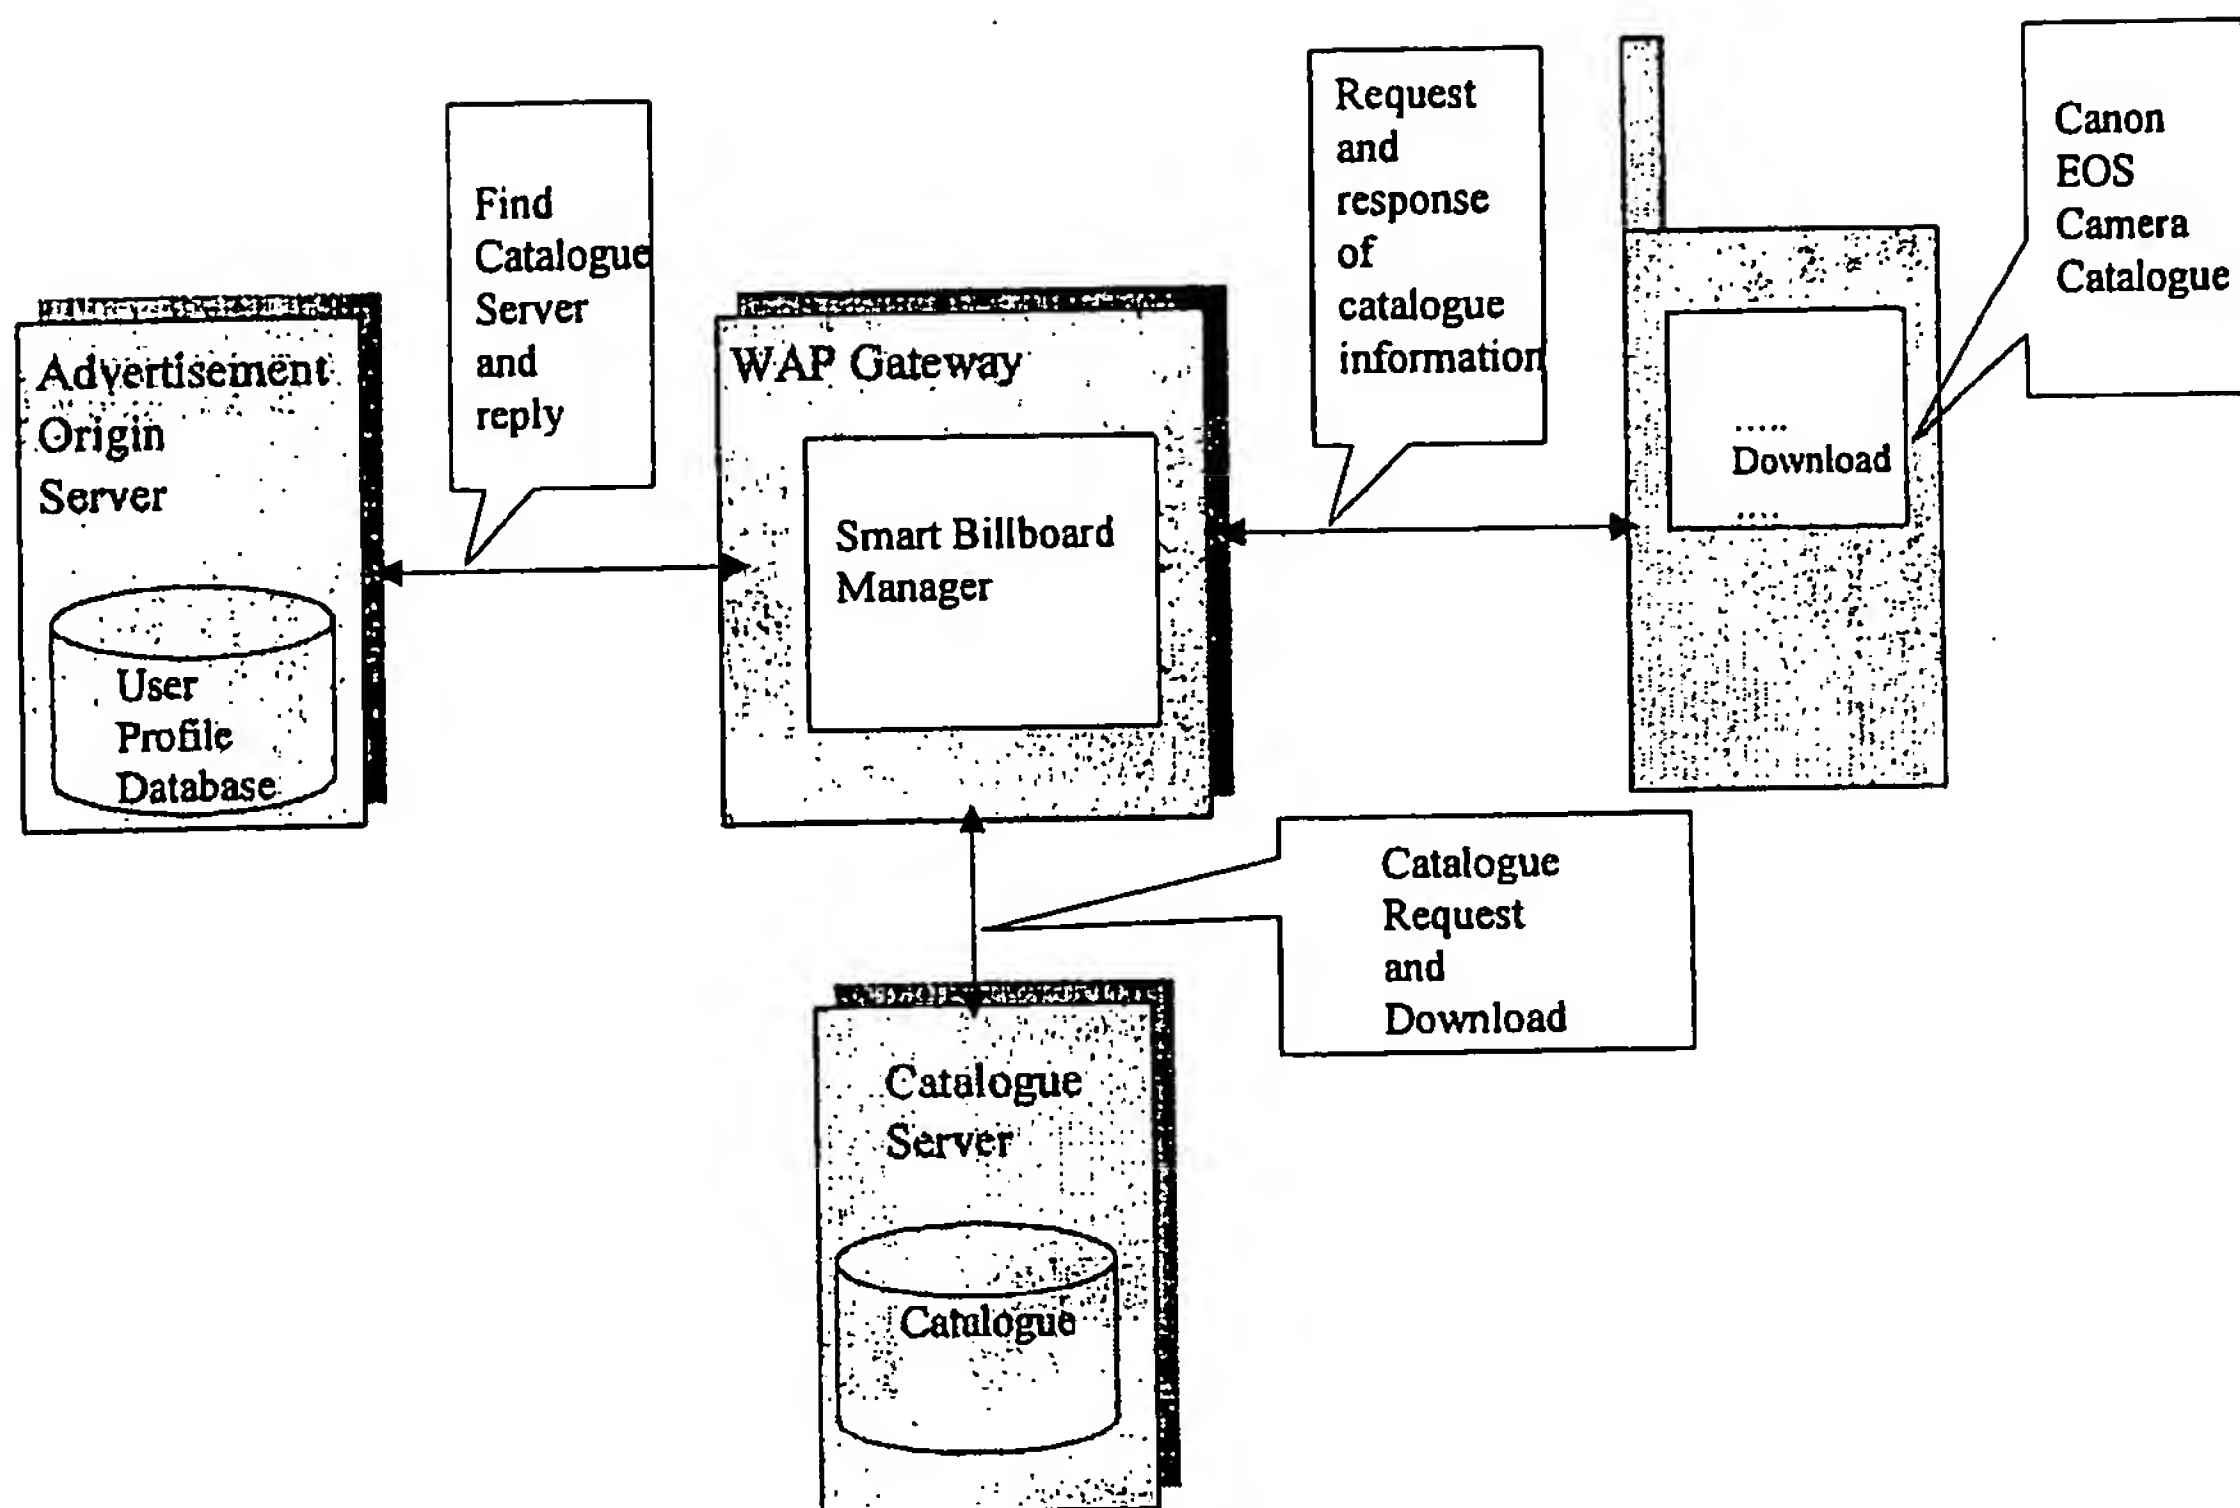 Find
Catalogue
Server
and
reply
Request
and
response
of
catalogue
information
Canon
EOS
Camera
Catalogue
Advertisement
Origin
Server
WAP Gateway
.....
Download
....
Smart Billboard
Manager
User
Profile
Database
Catalogue
Request
and
Download
Catalogue
Server
Catalogue